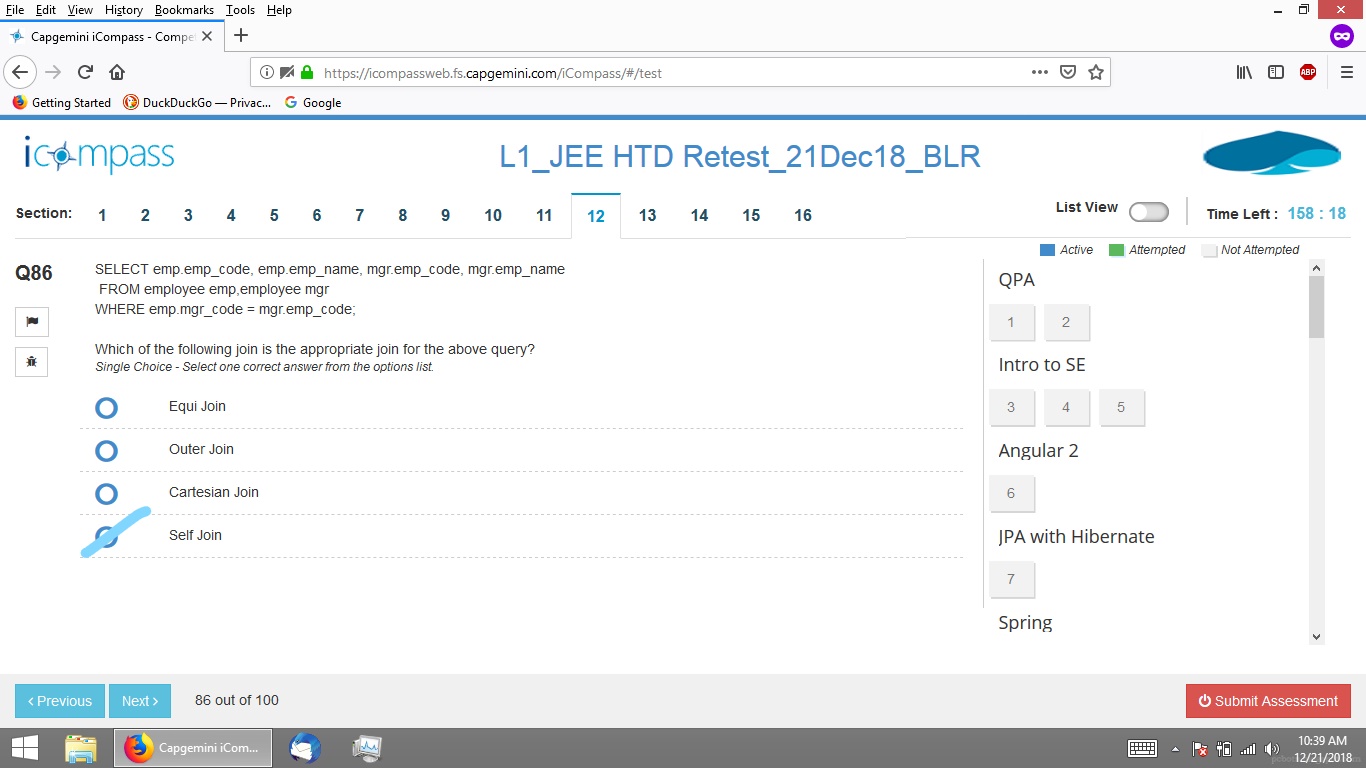 File Edit View History Bookmarks Tools Help
Capgemini iCompass - Compe
https://icompassweb.fs.capgemini.com/iCompass/#/test
ABP
Getting Started DuckDuckGo — Privac... Google
icompass
L1_JEE HTD Retest_21Dec18_BLR
Section: 1 2 3 4 5 6 7 8 9 10 11 12 13 14 15 16
List View
Time Left : 158 : 18
Active Attempted Not Attempted
Q86
SELECT emp.emp_code, emp.emp_name, mgr.emp_code, mgr.emp_name
FROM employee emp,employee mgr
WHERE emp.mgr_code = mgr.emp_code;
Which of the following join is the appropriate join for the above query?
Single Choice - Select one correct answer from the options list.
Equi Join
Outer Join
Cartesian Join
Self Join
QPA
1 2
Intro to SE
3 4 5
Angular 2
6
JPA with Hibernate
7
Spring
Previous Next 86 out of 100
Submit Assessment
Capgemini iCom...
10:39 AM
12/21/2018